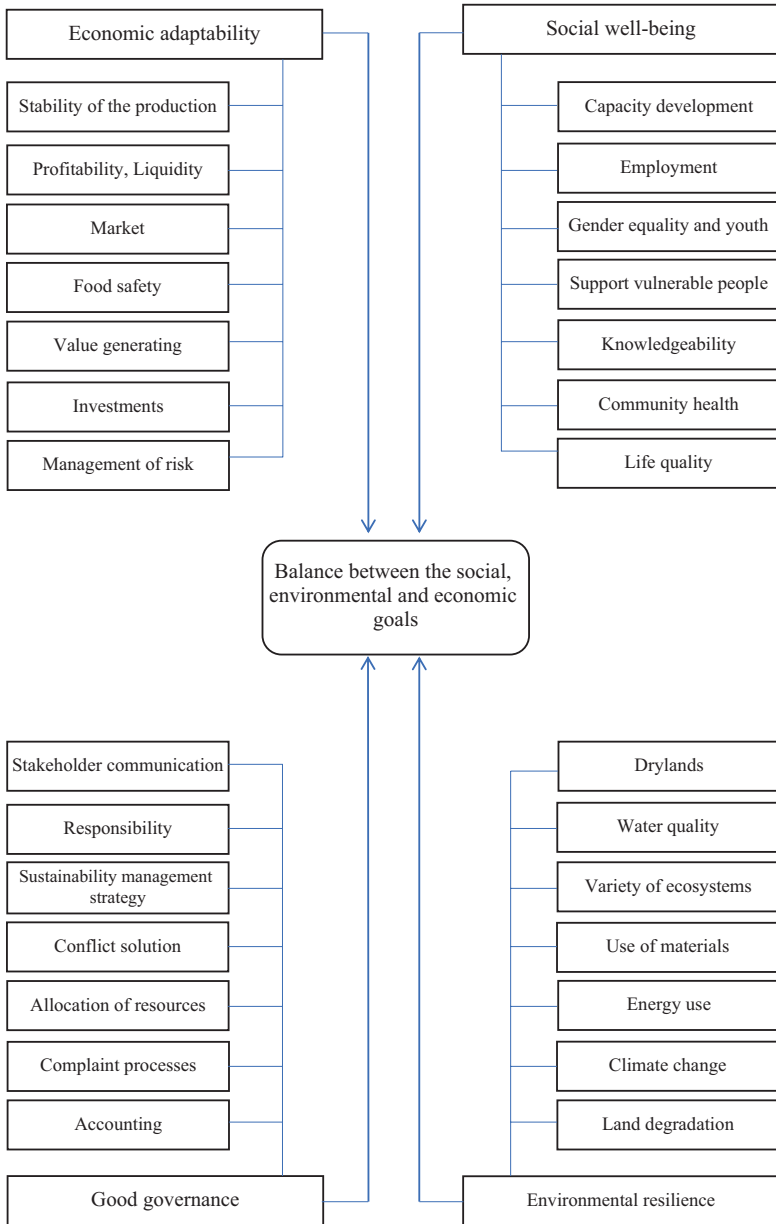 Economic adaptability
Stability of the production
Profitability, Liquidity
Market
Food safety
Value generating
Investments
Management of risk
Social well-being
Capacity development
Employment
Gender equality and youth
Support vulnerable people
Knowledgeability
Community health
Life quality
Balance between the social,
environmental and economic
goals
Stakeholder communication
Responsibility
Sustainability management
strategy
Conflict solution
Allocation of resources
Complaint processes
Accounting
Good governance
Drylands
Water quality
Variety of ecosystems
Use of materials
Energy use
Climate change
Land degradation
Environmental resilience